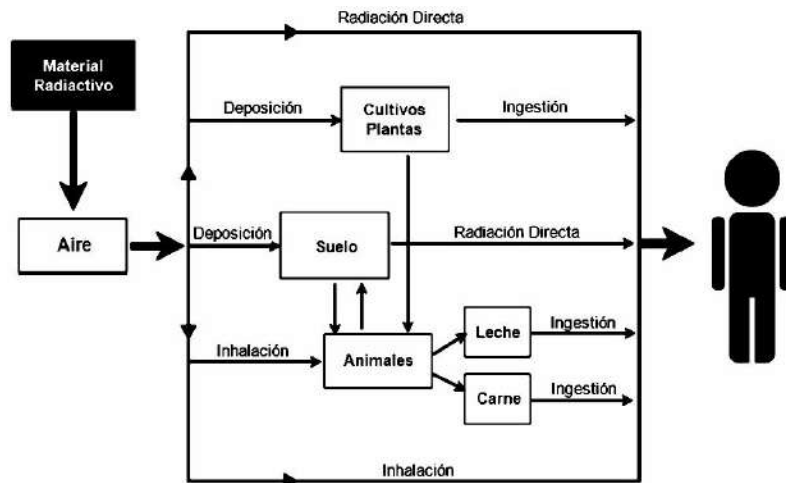 Radiación Directa
Material
Radiactivo
Deposición
Cultivos
Plantas
Ingestión
Aire
Deposición
Suelo
Radiación Directa
Inhalación
Animales
Leche
Ingestión
Carne
Ingestión
Inhalación